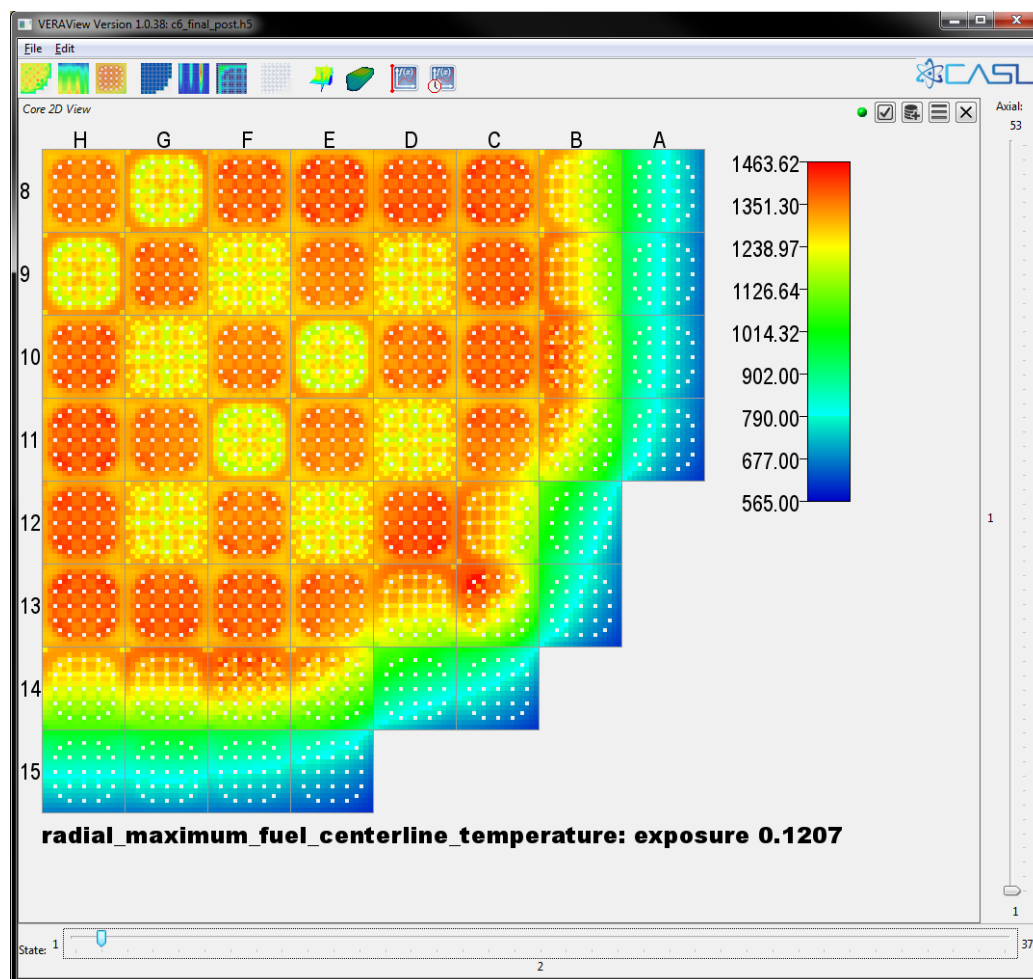 VERAView Version 1.0.38: c6_final_post.h5
File Edit
f(x) f(x)
CASL
Core 2D View
Axial:
53
H G F E D C B A
8
9
10
11
12
13
14
15
1463.62
1351.30
1238.97
1126.64
1014.32
902.00
790.00
677.00
565.00
1
radial_maximum_fuel_centerline_temperature: exposure 0.1207
1
State: 1
37
2